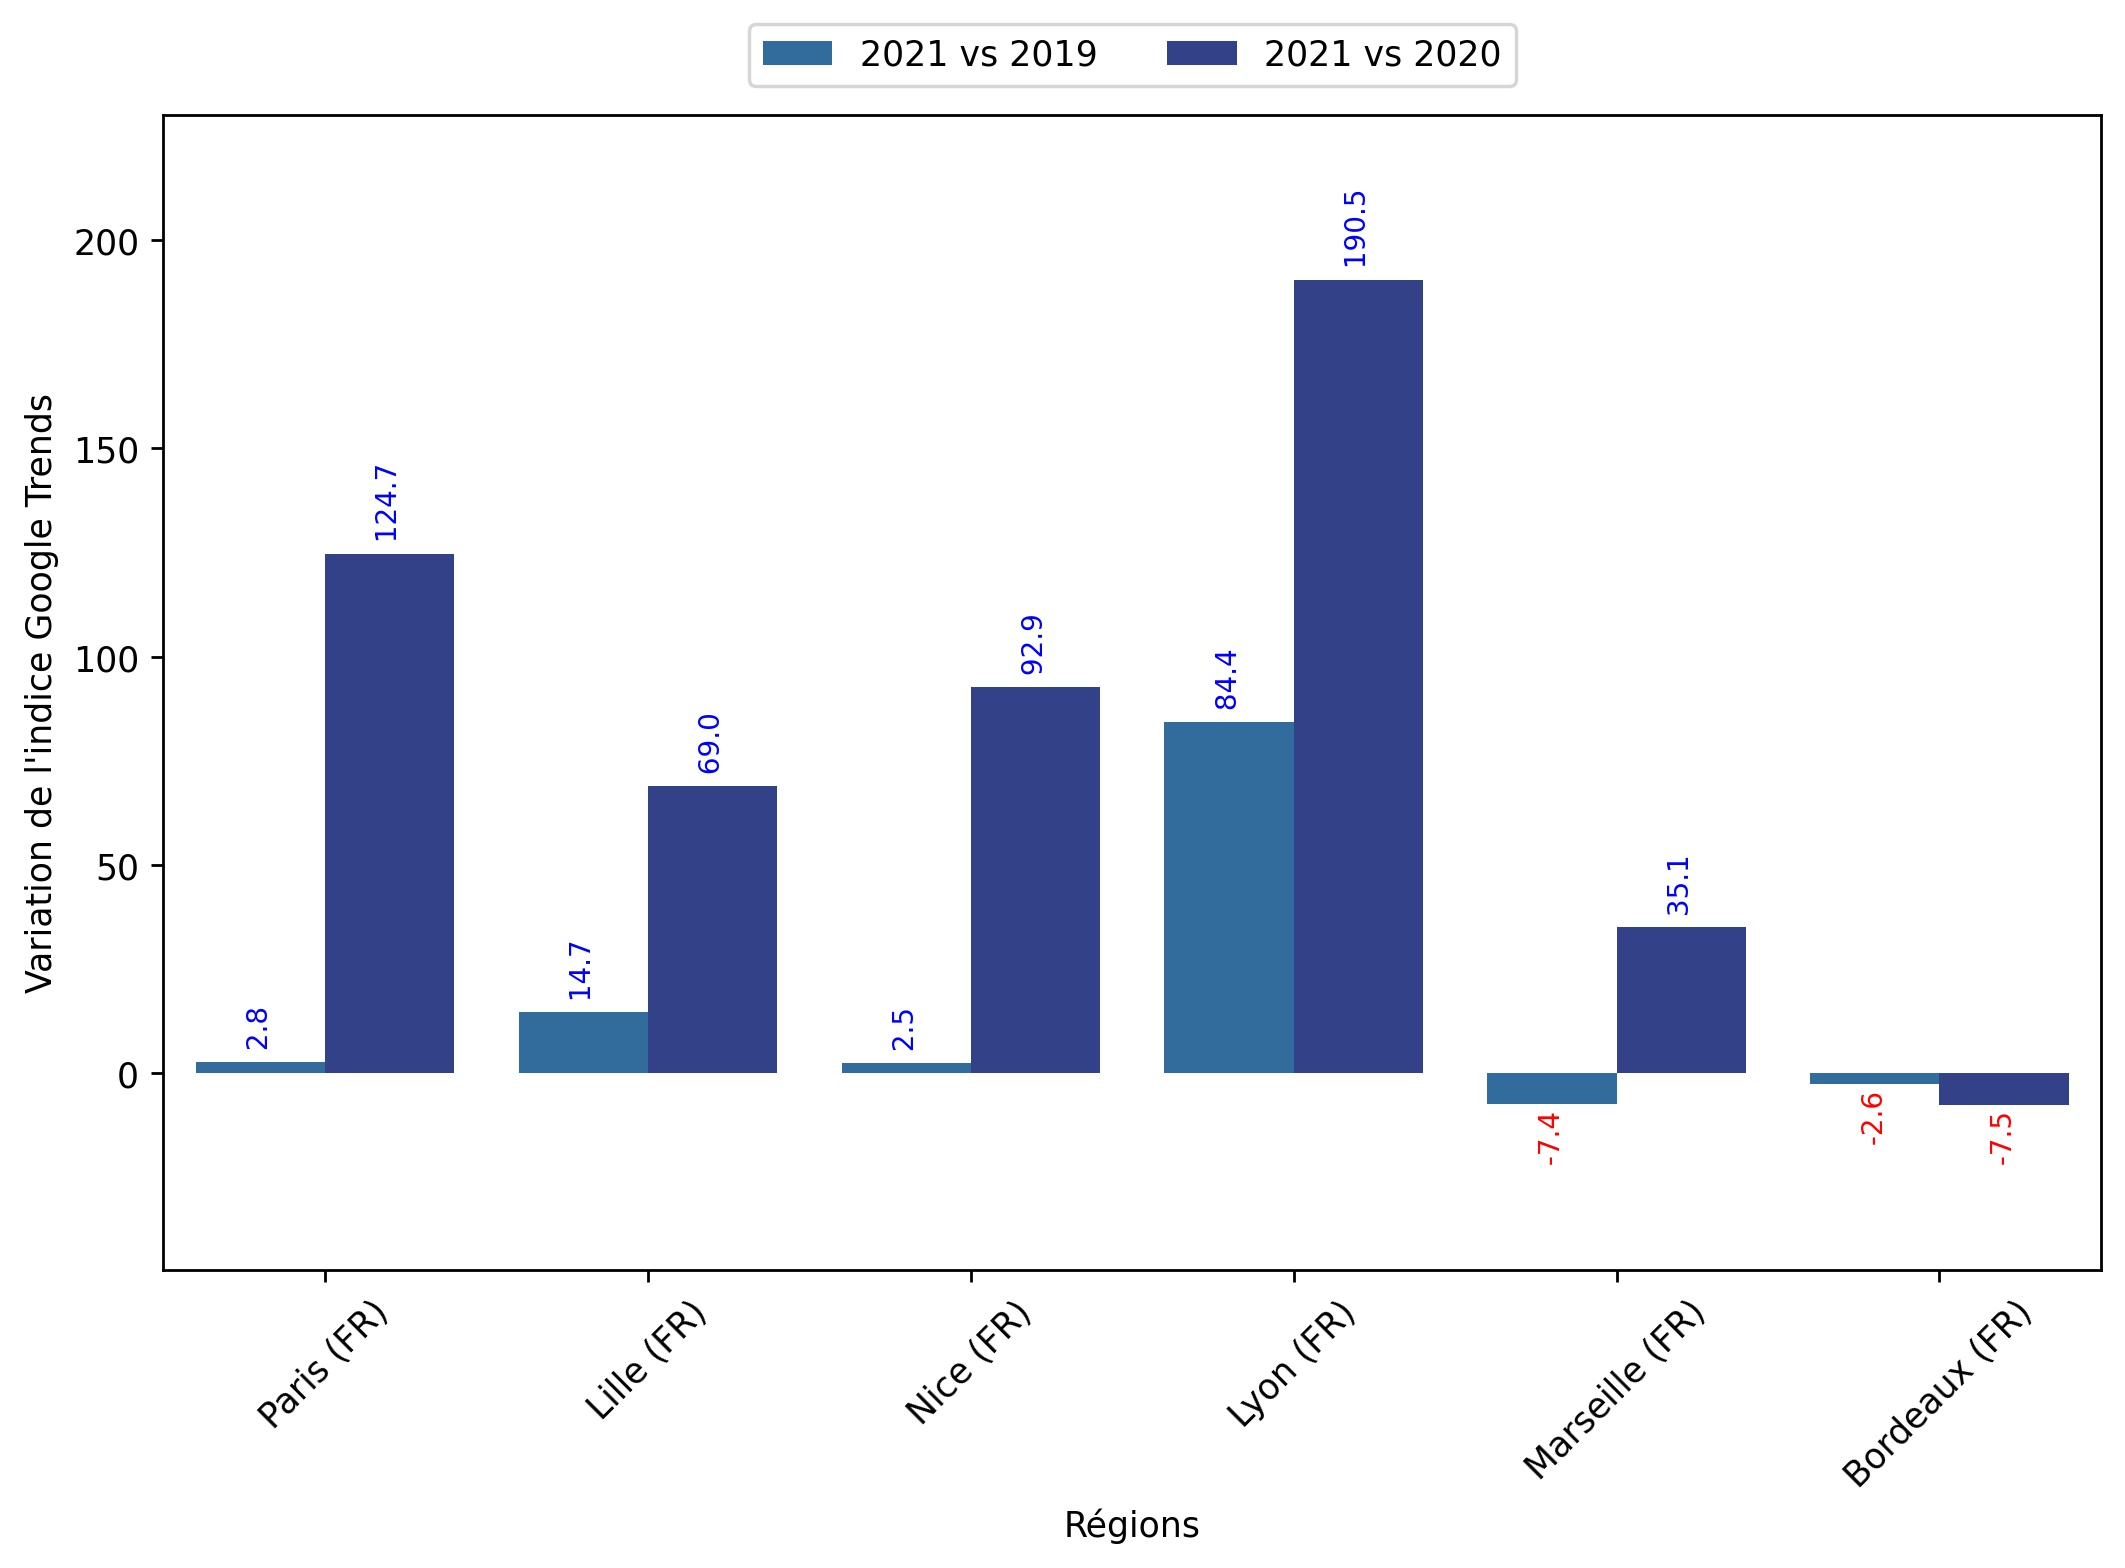 2021 vs 2019
2021 vs 2020
Variation de l'indice Google Trends
200
150
100
50
0
2.8
124.7
14.7
69.0
2.5
92.9
84.4
190.5
-7.4
35.1
-2.6
-7.5
Paris (FR)
Lille (FR)
Nice (FR)
Lyon (FR)
Marseille (FR)
Bordeaux (FR)
Régions